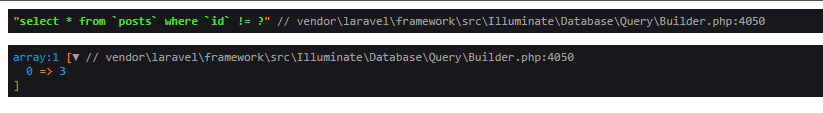 "select * from `posts` where `id` != ?" // vendor\laravel\framework\src\Illuminate\Database\Query\Builder.php:4050
array:1 [▼ // vendor\laravel\framework\src\Illuminate\Database\Query\Builder.php:4050
  0 => 3
]